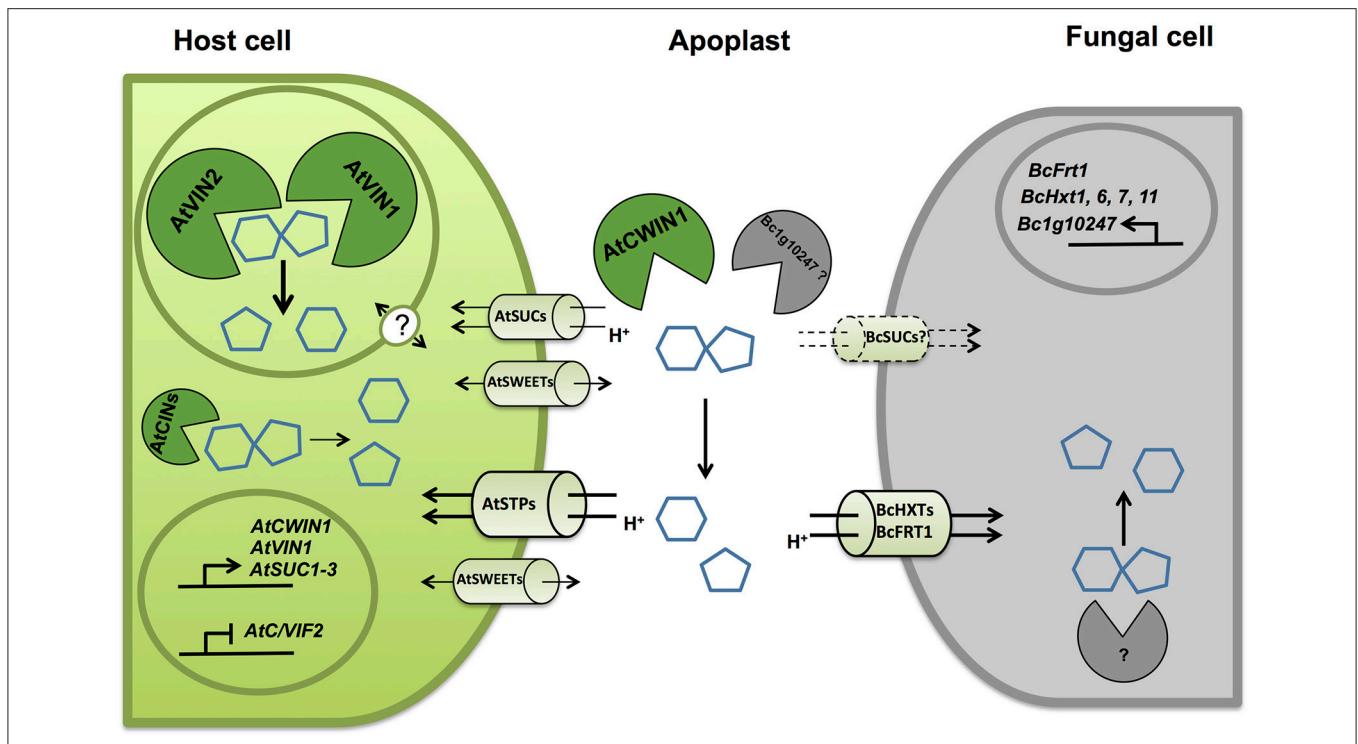 Host cell
Apoplast
Fungal cell
AtVIN2
AtVIN1
?
AtCINs
AtCWIN1
AtVIN1
AtSUC1-3
AtC/VIF2
AtSUCs
H+
AtSWEETs
AtSTPs
H+
AtSWEETs
AtCWIN1
Bc1g10247 ?
BcSUCs?
BcHXTs
BcFRT1
H+
BcFrt1
BcHxt1, 6, 7, 11
Bc1g10247
?